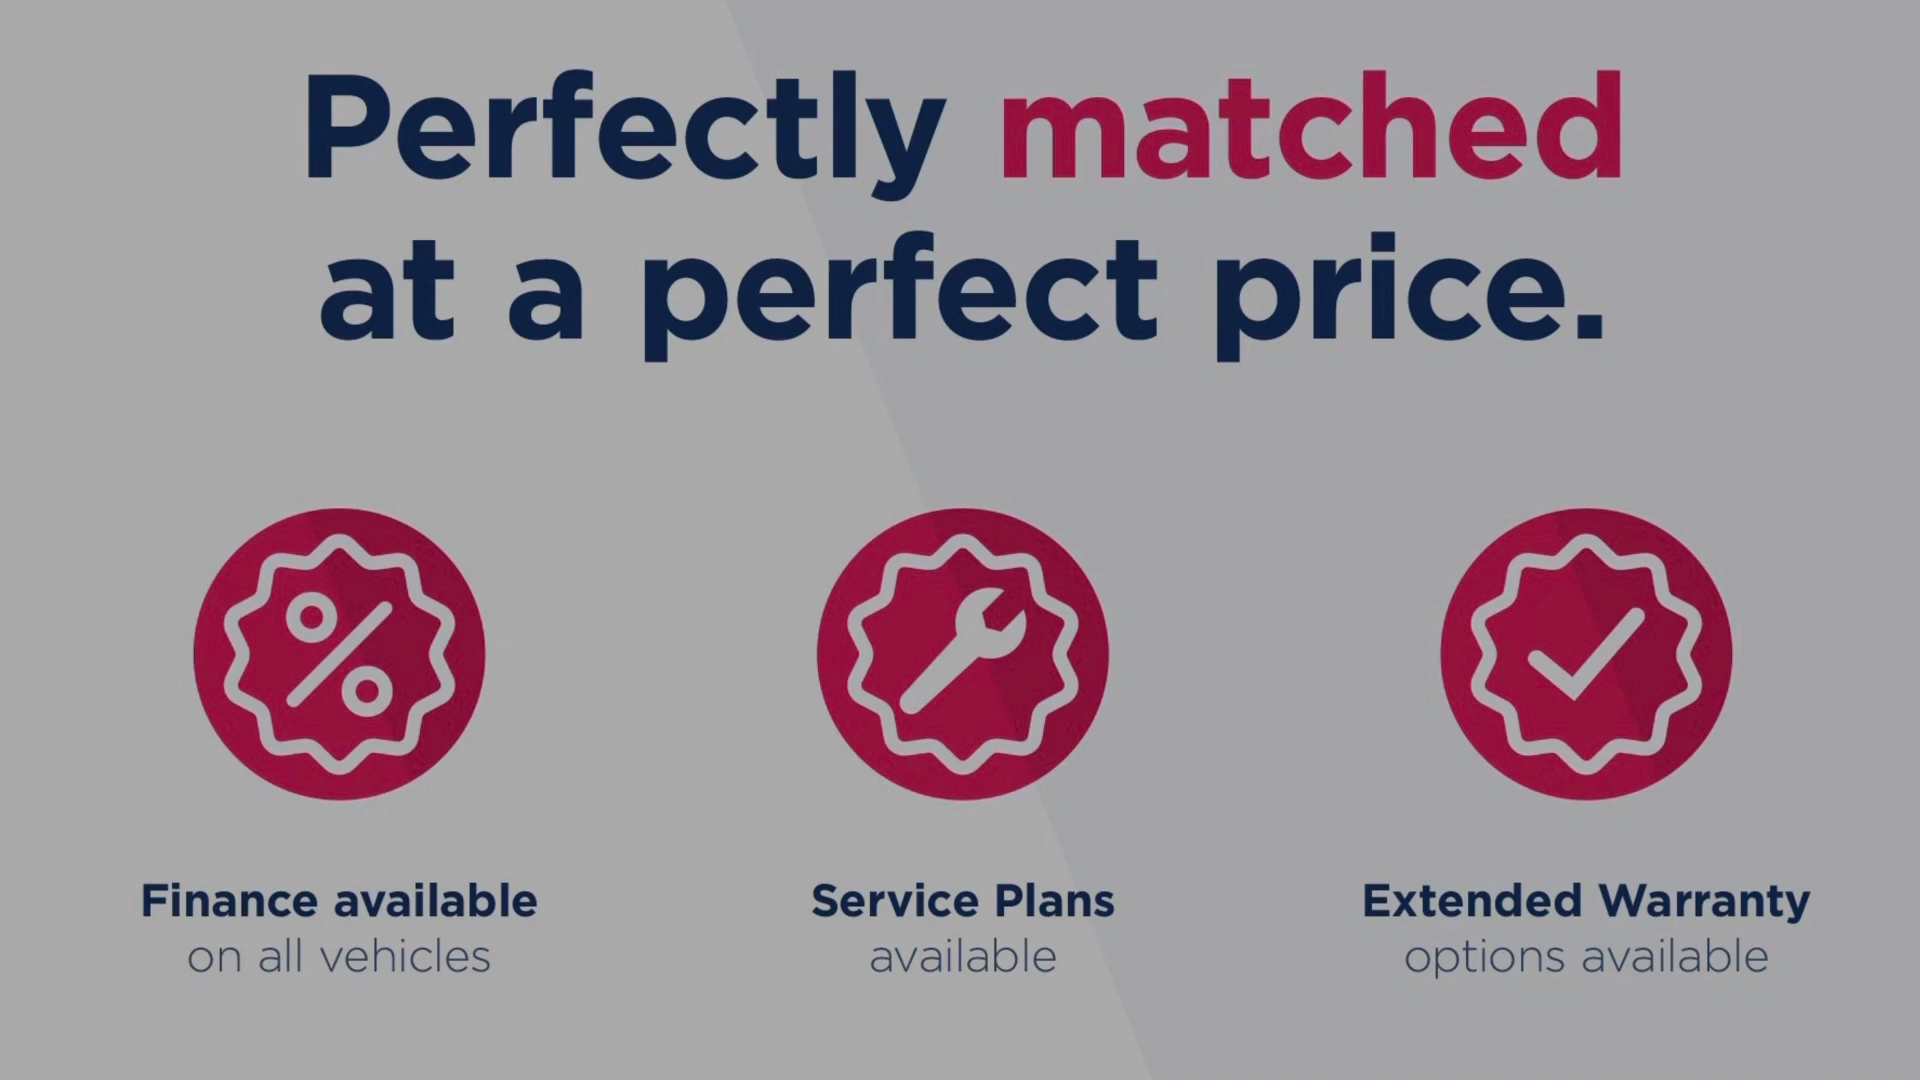 Perfectly matched
at a perfect price.
Finance available
on all vehicles
Service Plans
available
Extended Warranty
options available